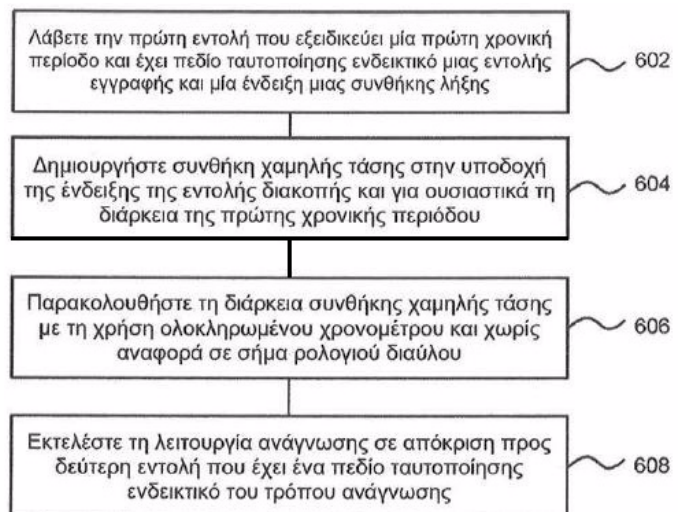 Λάβετε την πρώτη εντολή που εξειδικεύει μία πρώτη χρονική
περίοδο και έχει πεδίο ταυτοποίησης ενδεικτικό μιας εντολής
εγγραφής και μία ένδειξη μιας συνθήκης λήξης
602
Δημιουργήστε συνθήκη χαμηλής τάσης στην υποδοχή
της ένδειξης της εντολής διακοπής και για ουσιαστικά τη
διάρκεια της πρώτης χρονικής περιόδου
604
Παρακολουθήστε τη διάρκεια συνθήκης χαμηλής τάσης
με τη χρήση ολοκληρωμένου χρονομέτρου και χωρίς
αναφορά σε σήμα ρολογιού διαύλου
606
Εκτελέστε τη λειτουργία ανάγνωσης σε απόκριση προς
δεύτερη εντολή που έχει ένα πεδίο ταυτοποίησης
ενδεικτικό του τρόπου ανάγνωσης
608